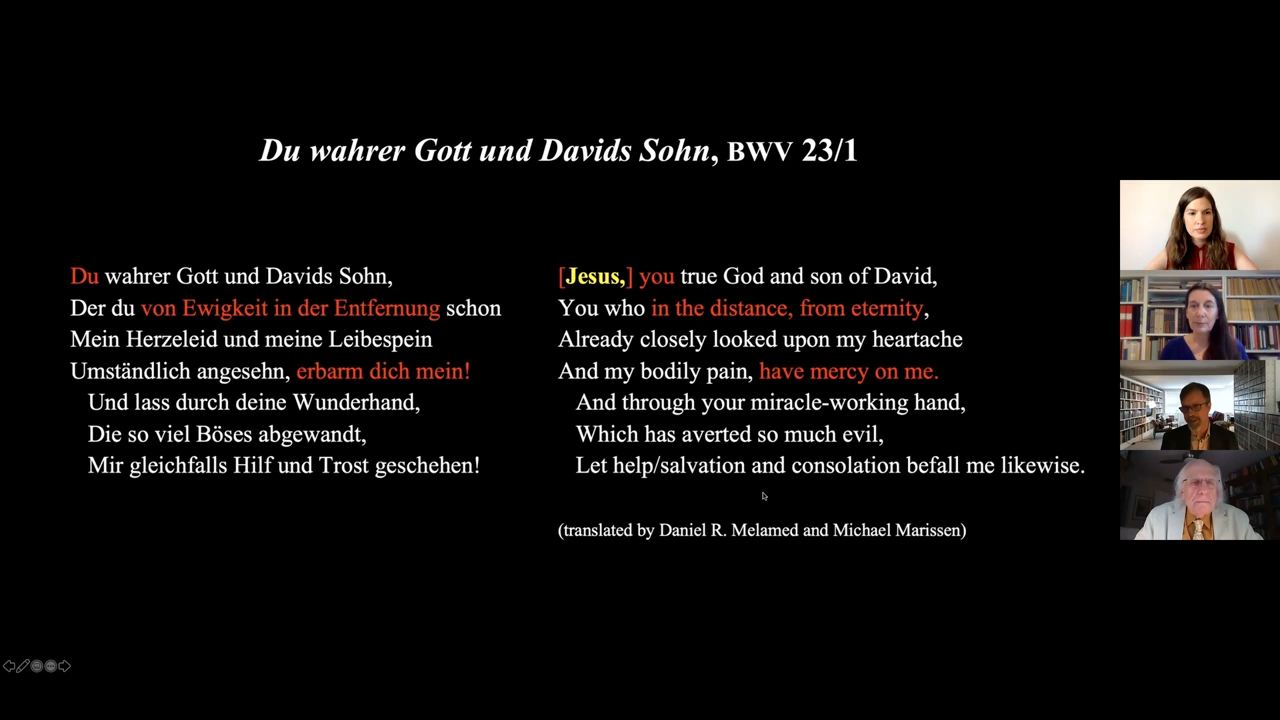 Du wahrer Gott und Davids Sohn, BWV 23/1
Du wahrer Gott und Davids Sohn,
Der du von Ewigkeit in der Entfernung schon
Mein Herzeleid und meine Leibespein
Umständlich angesehn, erbarm dich mein!
Und lass durch deine Wunderhand,
Die so viel Böses abgewandt,
Mir gleichfalls Hilf und Trost geschehen!
[Jesus,] you true God and son of David,
You who in the distance, from eternity,
Already closely looked upon my heartache
And my bodily pain, have mercy on me.
And through your miracle-working hand,
Which has averted so much evil,
Let help/salvation and consolation befall me likewise.
(translated by Daniel R. Melamed and Michael Marissen)